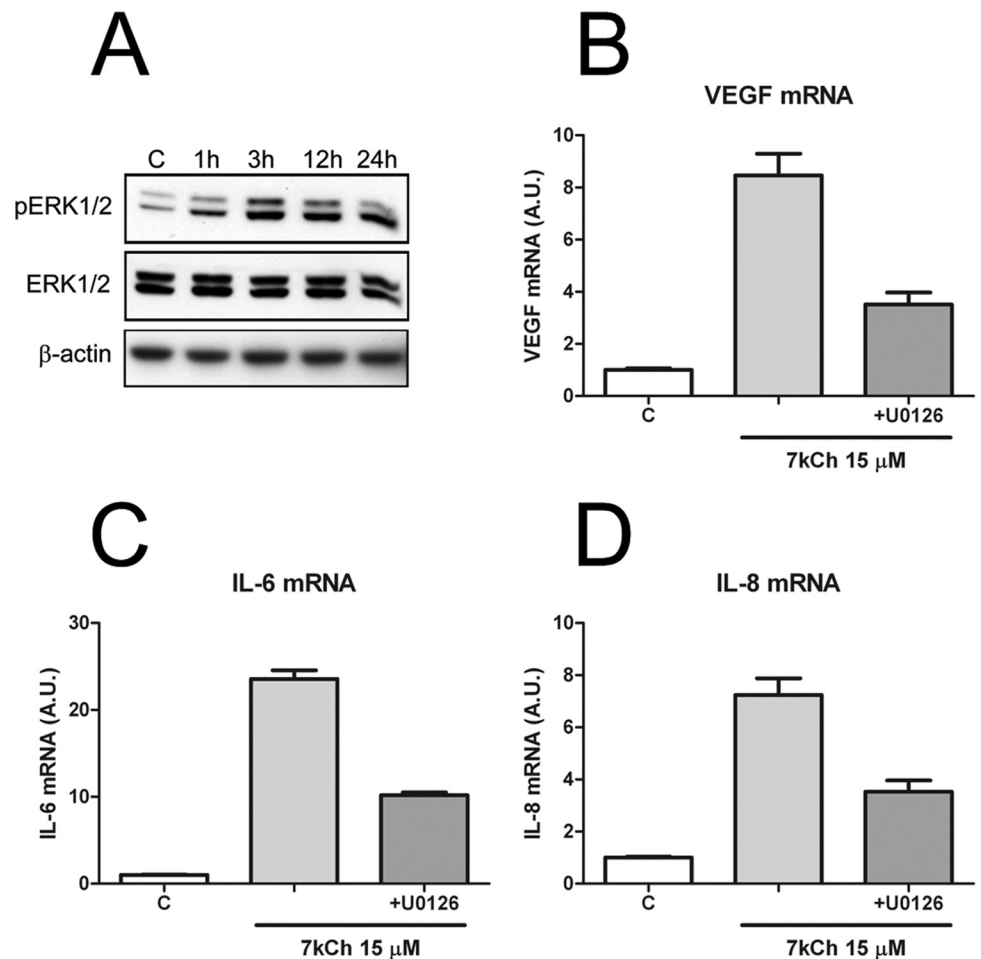 A
C 1h 3h 12h 24h
pERK1/2
ERK1/2
β-actin
B
VEGF mRNA
VEGF mRNA (A.U.)
10
8
6
4
2
0
C
+U0126
7kCh 15 μM
C
IL-6 mRNA
IL-6 mRNA (A.U.)
30
20
10
0
C
+U0126
7kCh 15 μM
D
IL-8 mRNA
IL-8 mRNA (A.U.)
10
8
6
4
2
0
C
+U0126
7kCh 15 μM